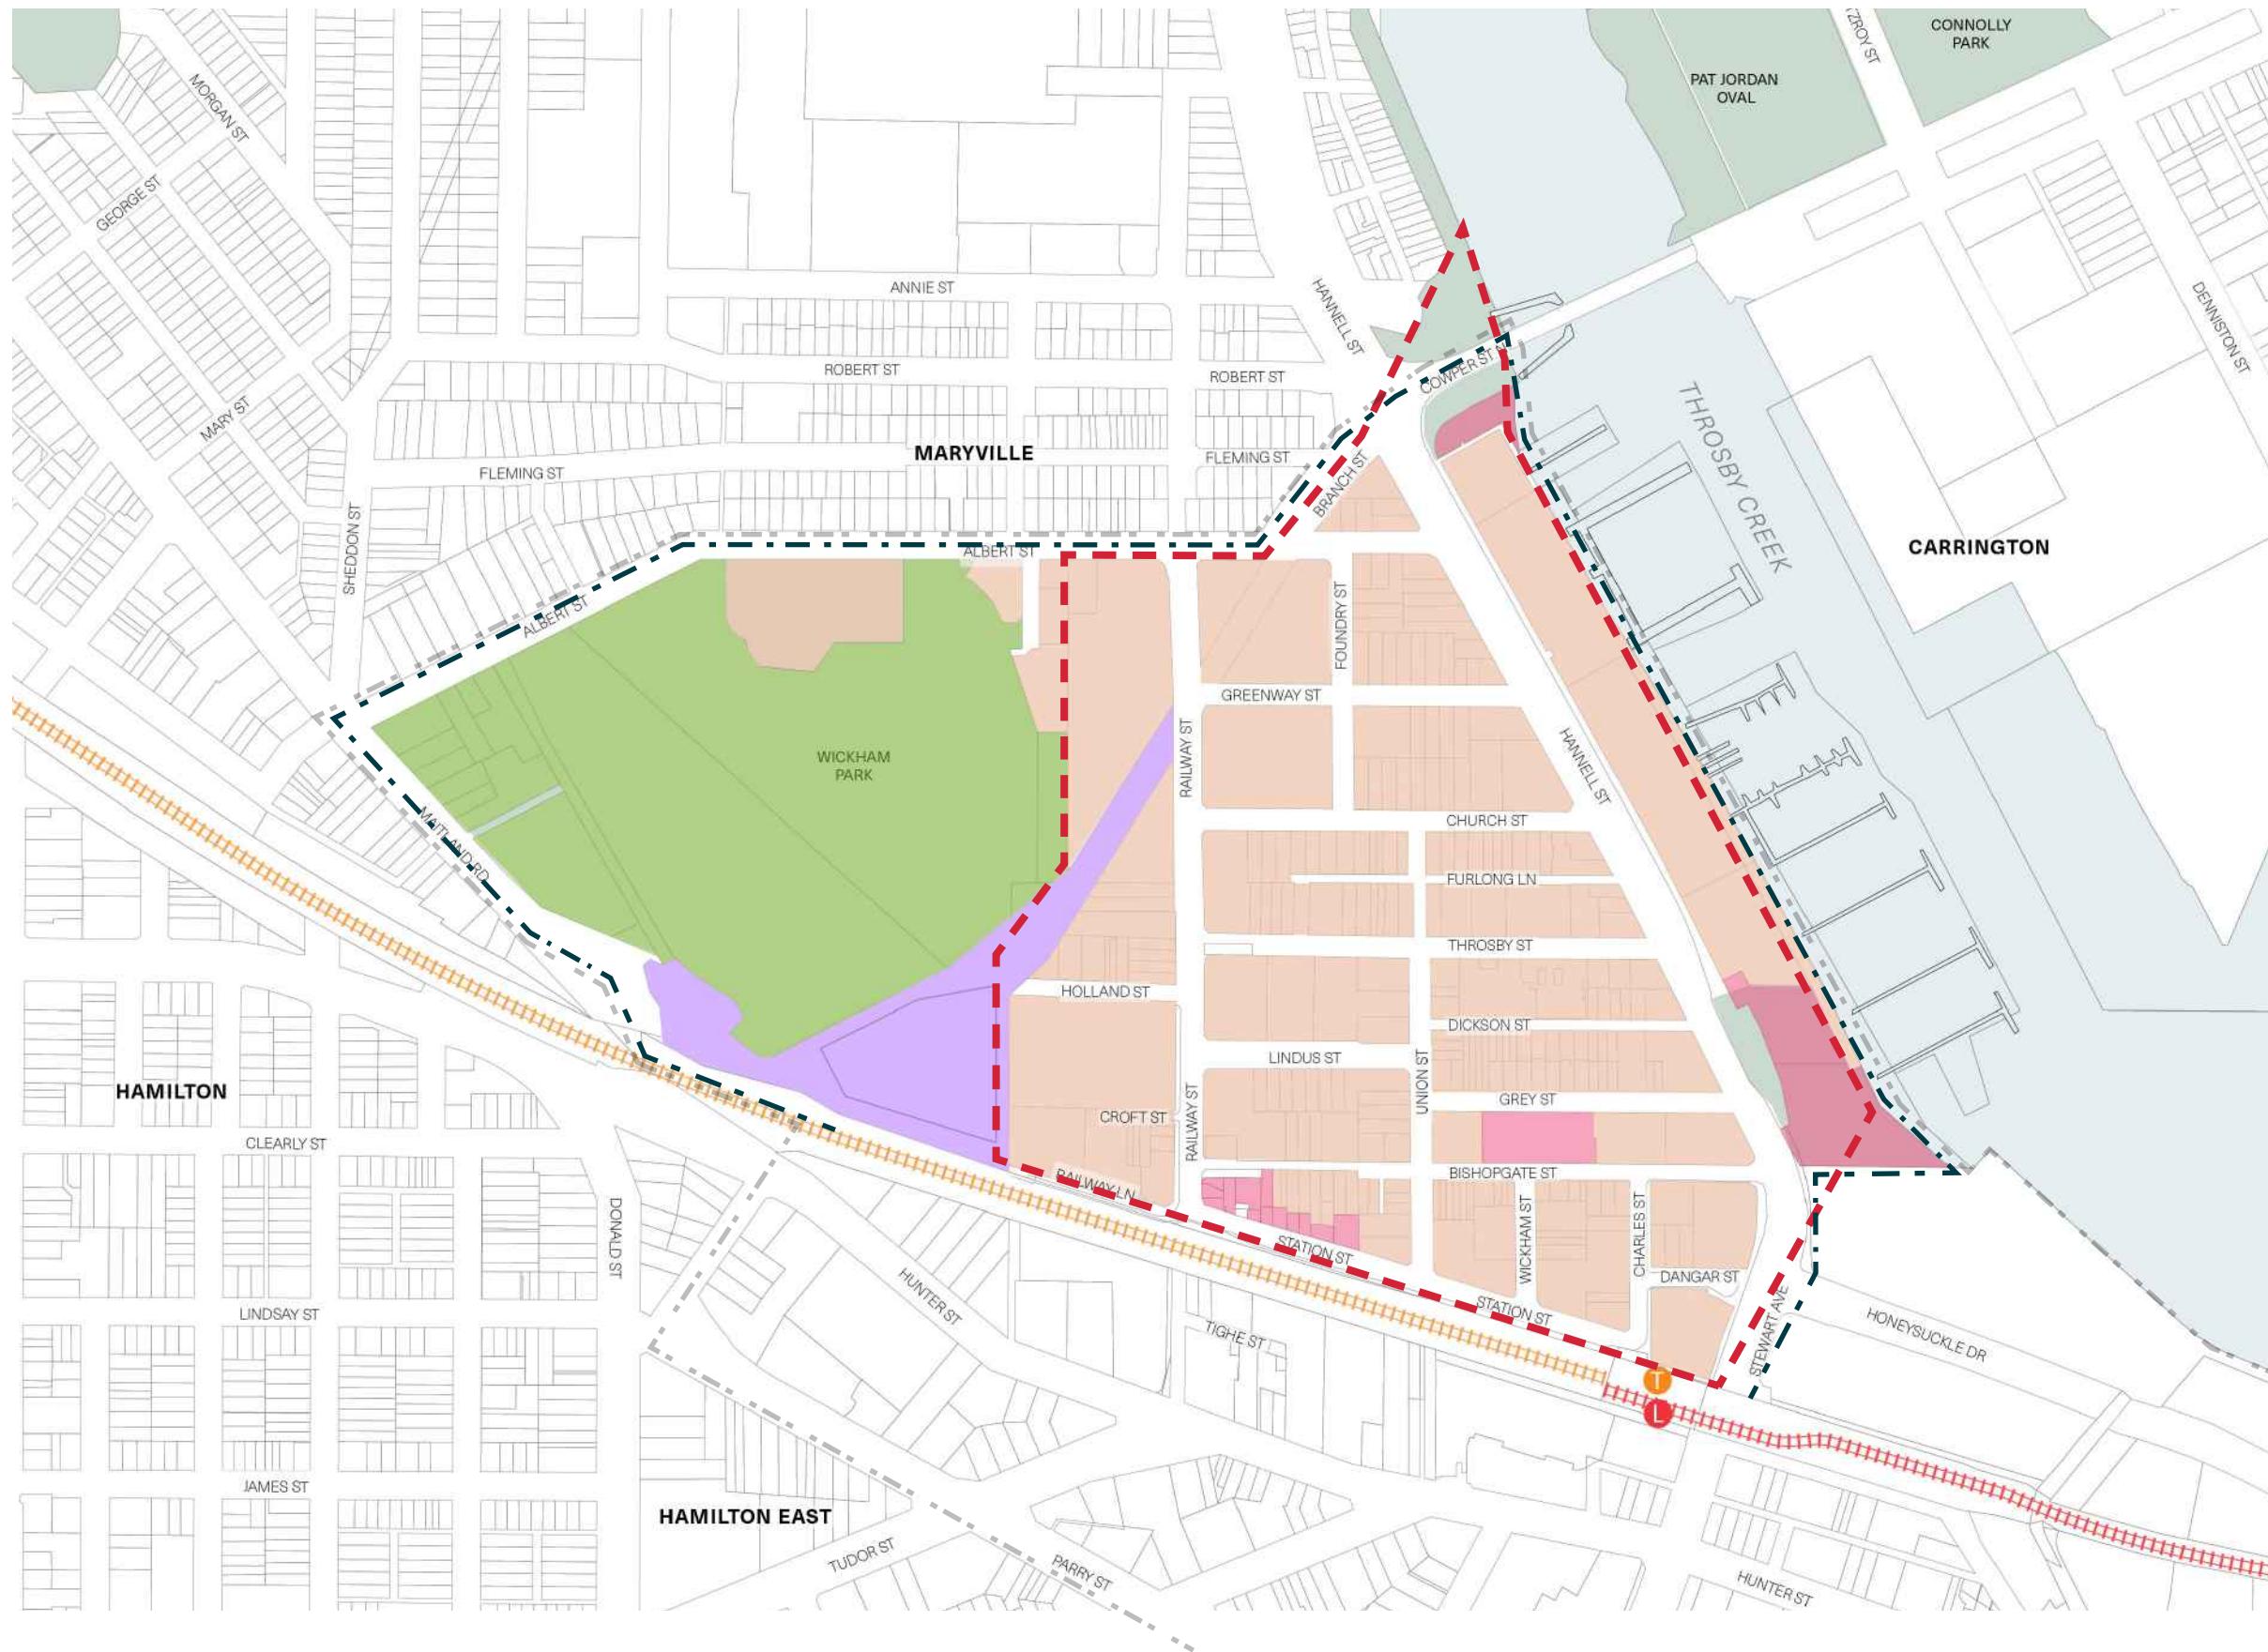 CONNOLLY
PARK
ZROY ST
PAT JORDAN
OVAL
MORGAN ST
GEORGE ST
ANNIE ST
HANNELL ST
DENNISTON ST
ROBERT ST
ROBERT ST
COWPER ST N
THROSBY CREEK
MARY ST
MARYVILLE
FLEMING ST
FLEMING ST
BRANCH ST
SHEDDON ST
CARRINGTON
ALBERT ST
ALBERT ST
FOUNDRY ST
GREENWAY ST
WICKHAM
PARK
RAILWAY ST
HANNELL ST
MAITLAND RD
CHURCH ST
FURLONG LN
THROSBY ST
HOLLAND ST
DICKSON ST
LINDUS ST
UNION ST
HAMILTON
GREY ST
CROFT ST
RAILWAY ST
CLEARLY ST
BISHOPGATE ST
RAILWAY LN
DONALD ST
WICKHAM ST
CHARLES ST
STATION ST
DANGAR ST
HUNTER ST
STATION ST
LINDSAY ST
TIGHE ST
STEWART AVE
HONEYSUCKLE DR
T
L
JAMES ST
HAMILTON EAST
TUDOR ST
PARRY ST
HUNTER ST